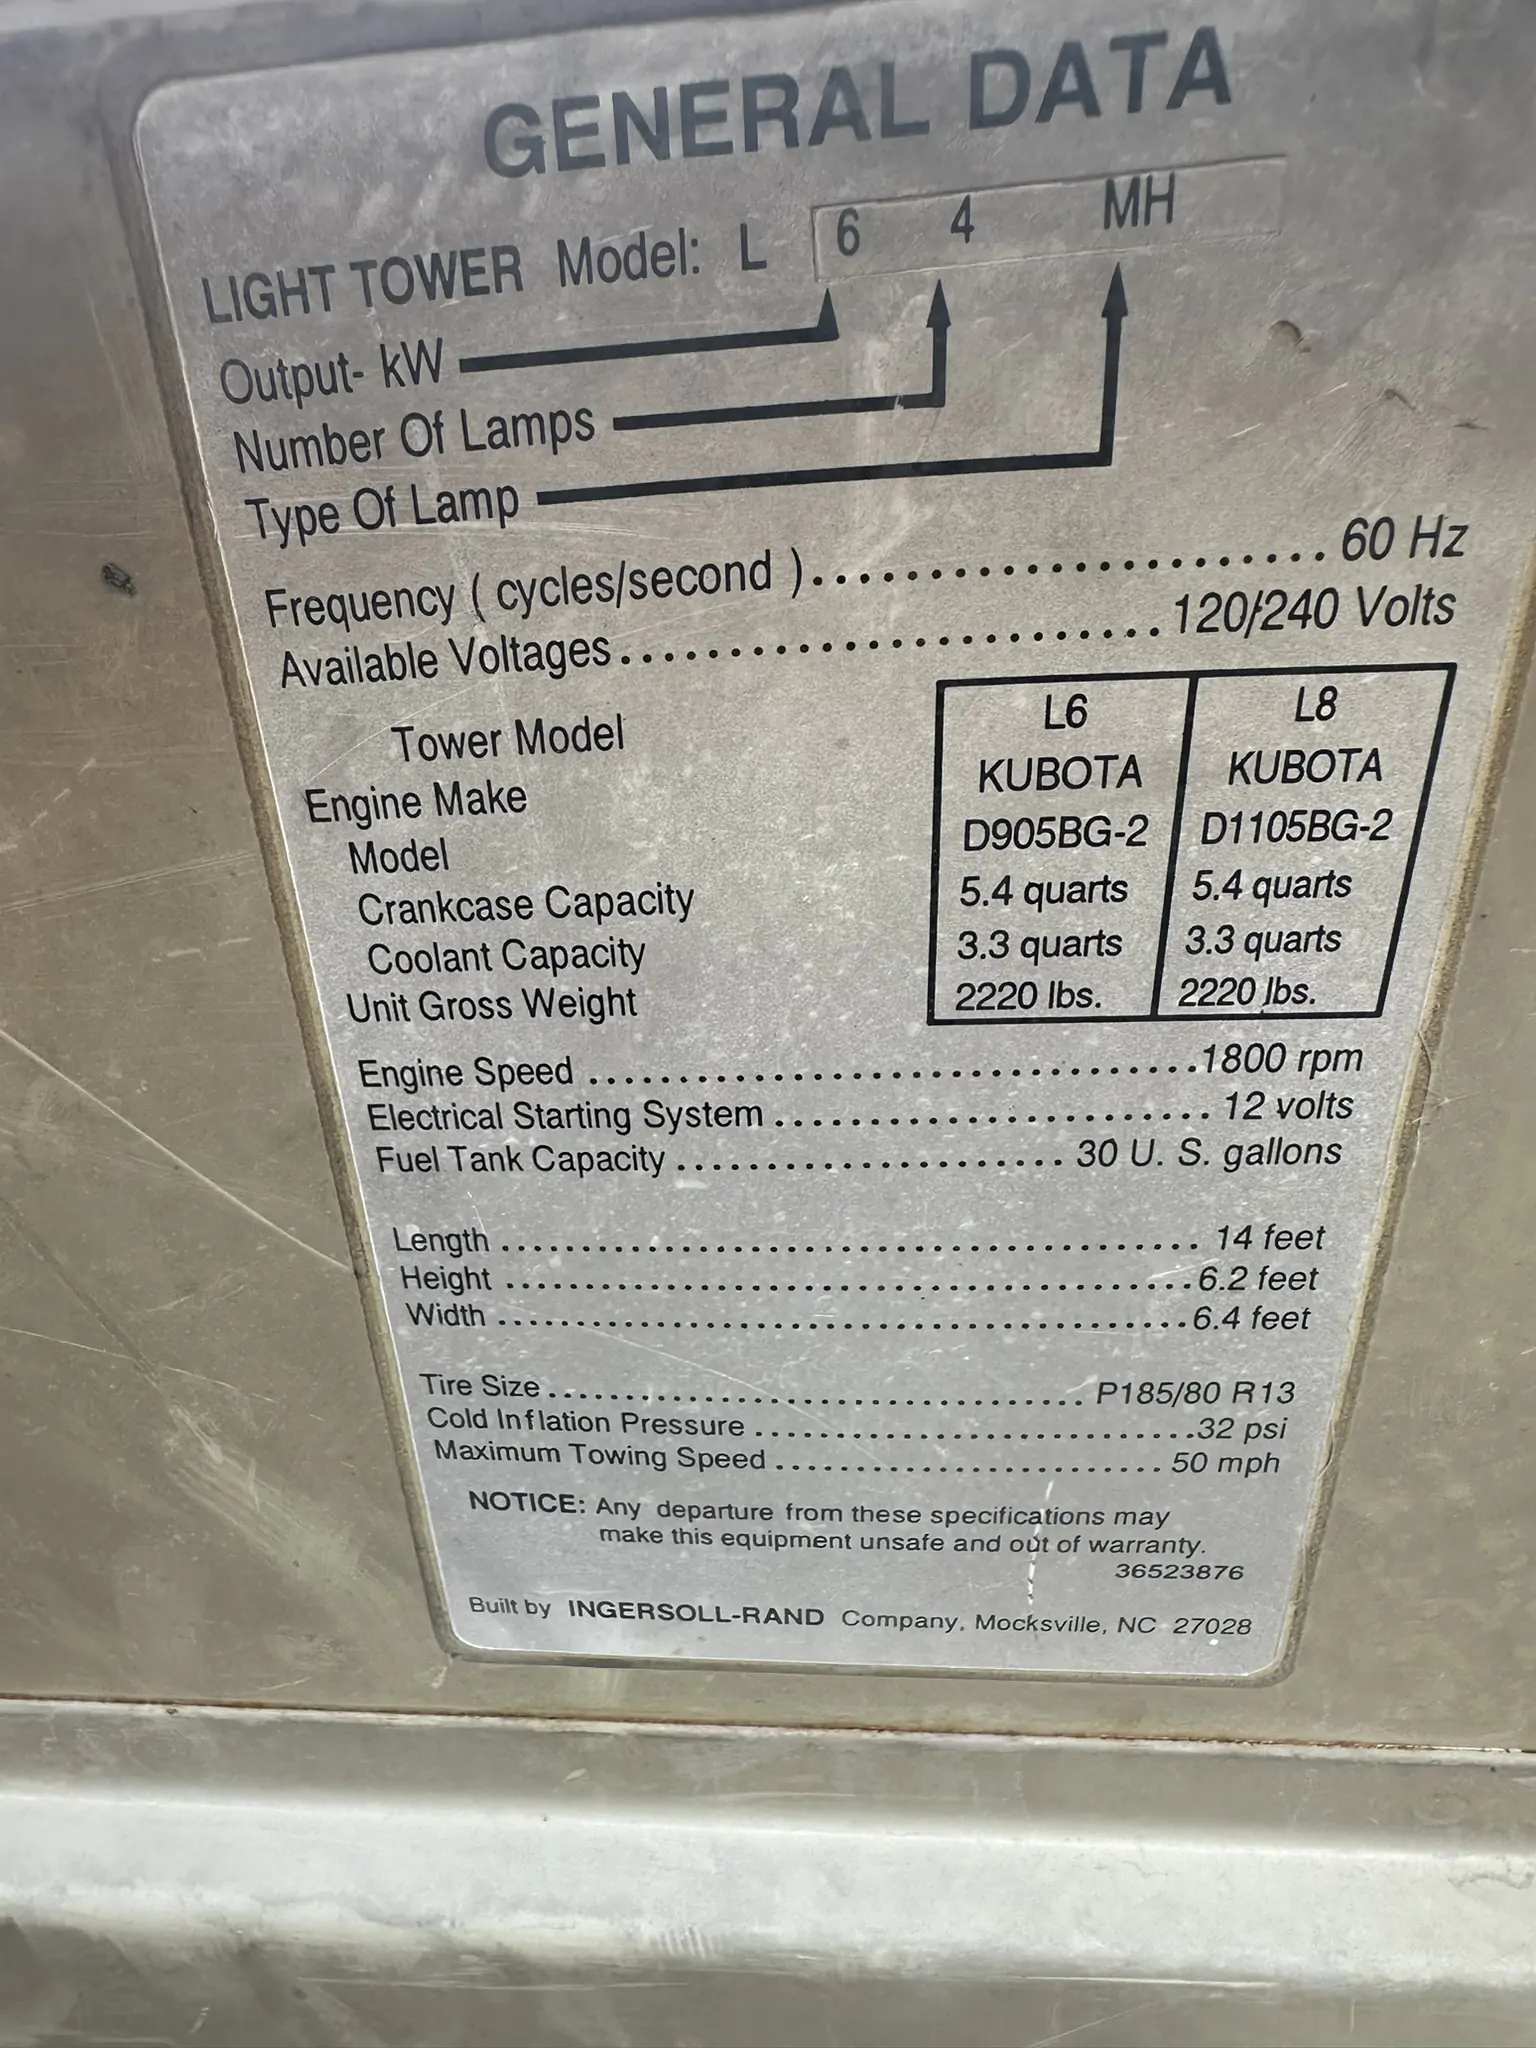 GENERAL DATA
LIGHT TOWER Model: L 6 4 MH
Output- kW
Number Of Lamps
Type Of Lamp
Frequency ( cycles/second )......................60 Hz
Available Voltages....................120/240 Volts
Tower Model L6 L8
Engine Make KUBOTA KUBOTA
Model D905BG-2 D1105BG-2
Crankcase Capacity 5.4 quarts 5.4 quarts
Coolant Capacity 3.3 quarts 3.3 quarts
Unit Gross Weight 2220 lbs. 2220 lbs.
Engine Speed ..................................1800 rpm
Electrical Starting System ........................ 12 volts
Fuel Tank Capacity ...................... 30 U. S. gallons
Length ........................................ 14 feet
Height ........................................6.2 feet
Width ........................................6.4 feet
Tire Size .................................. P185/80 R13
Cold Inflation Pressure .............................32 psi
Maximum Towing Speed ......................... 50 mph
NOTICE: Any departure from these specifications may
make this equipment unsafe and out of warranty.
36523876
Built by INGERSOLL-RAND Company, Mocksville, NC 27028